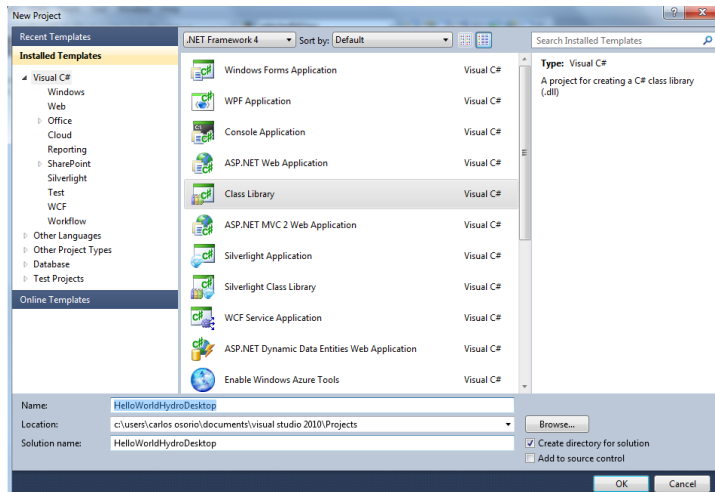 New Project
Recent Templates
Installed Templates
Visual C#
Windows
Web
Office
Cloud
Reporting
SharePoint
Silverlight
Test
WCF
Workflow
Other Languages
Other Project Types
Database
Test Projects
Online Templates
.NET Framework 4 Sort by: Default
Windows Forms Application Visual C#
WPF Application Visual C#
Console Application Visual C#
ASP.NET Web Application Visual C#
Class Library Visual C#
ASP.NET MVC 2 Web Application Visual C#
Silverlight Application Visual C#
Silverlight Class Library Visual C#
WCF Service Application Visual C#
ASP.NET Dynamic Data Entities Web Application Visual C#
Enable Windows Azure Tools Visual C#
Search Installed Templates
Type: Visual C#
A project for creating a C# class library
(.dll)
Name: HelloWorldHydroDesktop
Location: c:\users\carlos osorio\documents\visual studio 2010\Projects Browse...
Solution name: HelloWorldHydroDesktop
Create directory for solution
Add to source control
OK Cancel